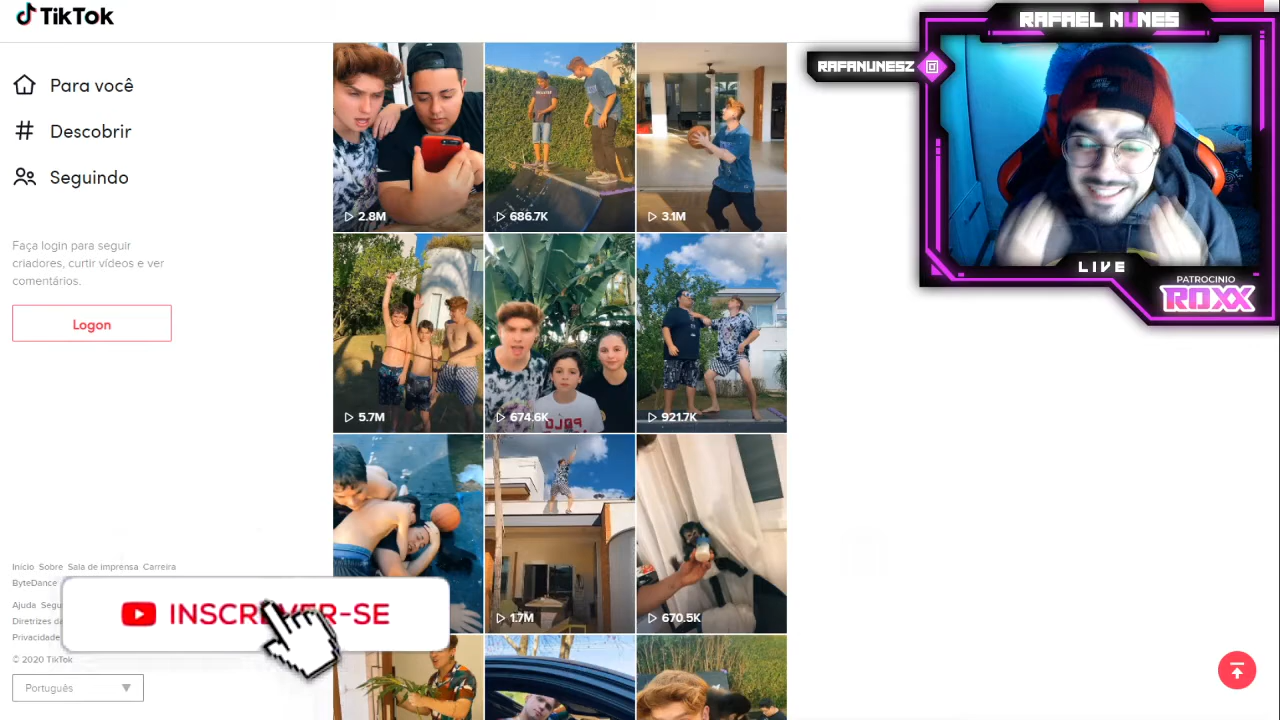 TikTok
Para você
Descobrir
Seguindo
Faça login para seguir
criadores, curtir vídeos e ver
comentários.
Logon
Início Sobre Sala de imprensa Carreira
ByteDance
Ajuda
Diretrizes
Privacidade
© 2020 TikTok
Português
INSCREVER-SE
2.8M
686.7K
3.1M
5.7M
674.6K
921.7K
1.7M
670.5K
RAFAEL NUNES
RAFANUNESZ
LIVE
PATROCINIO
ROXX